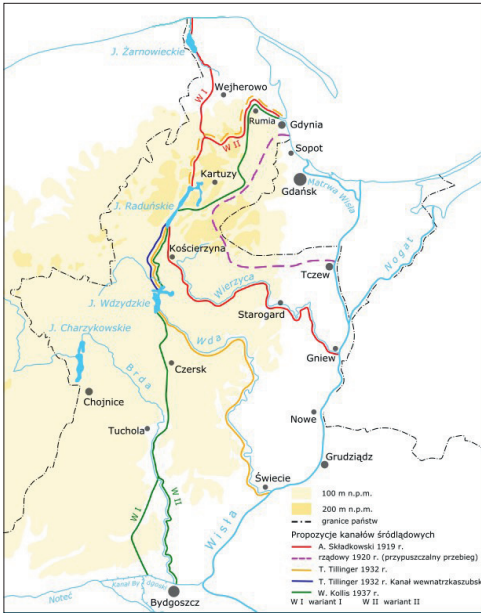 J. Żarnowieckie
Wejherowo
W I
Rumia
Gdynia
W II
Sopot
Kartuzy
Gdańsk
Martwa Wisła
J. Raduńskie
Kościerzyna
Nogat
Tczew
Wierzyca
J. Wdzydzkie
Starogard
J. Charzykowskie
Wda
Gniew
Czersk
Brda
Chojnice
Nowe
Tuchola
Grudziądz
Świecie
W I
W II
Wisła
Noteć
Bydgoszcz
100 m n.p.m.
200 m n.p.m.
granice państw
Propozycje kanałów śródlądowych
A. Składkowski 1919 r.
rządowy 1920 r. (przypuszczalny przebieg)
T. Tillinger 1932 r.
T. Tillinger 1932 r. Kanał wewnatrzkaszubski
W. Kollis 1937 r.
W I wariant I W II wariant II